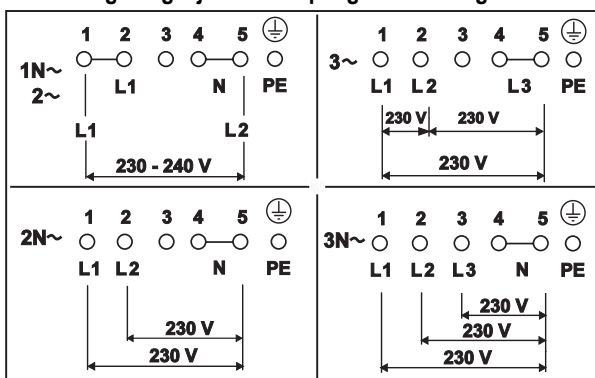 1 2 3 4 5
1N~
2~
L1 N PE
L1 L2
230 - 240 V
1 2 3 4 5
3~
L1 L2 L3 PE
230 V 230 V
230 V
1 2 3 4 5
2N~
L1 L2 N PE
230 V
230 V
1 2 3 4 5
3N~
L1 L2 L3 N PE
230 V
230 V
230 V